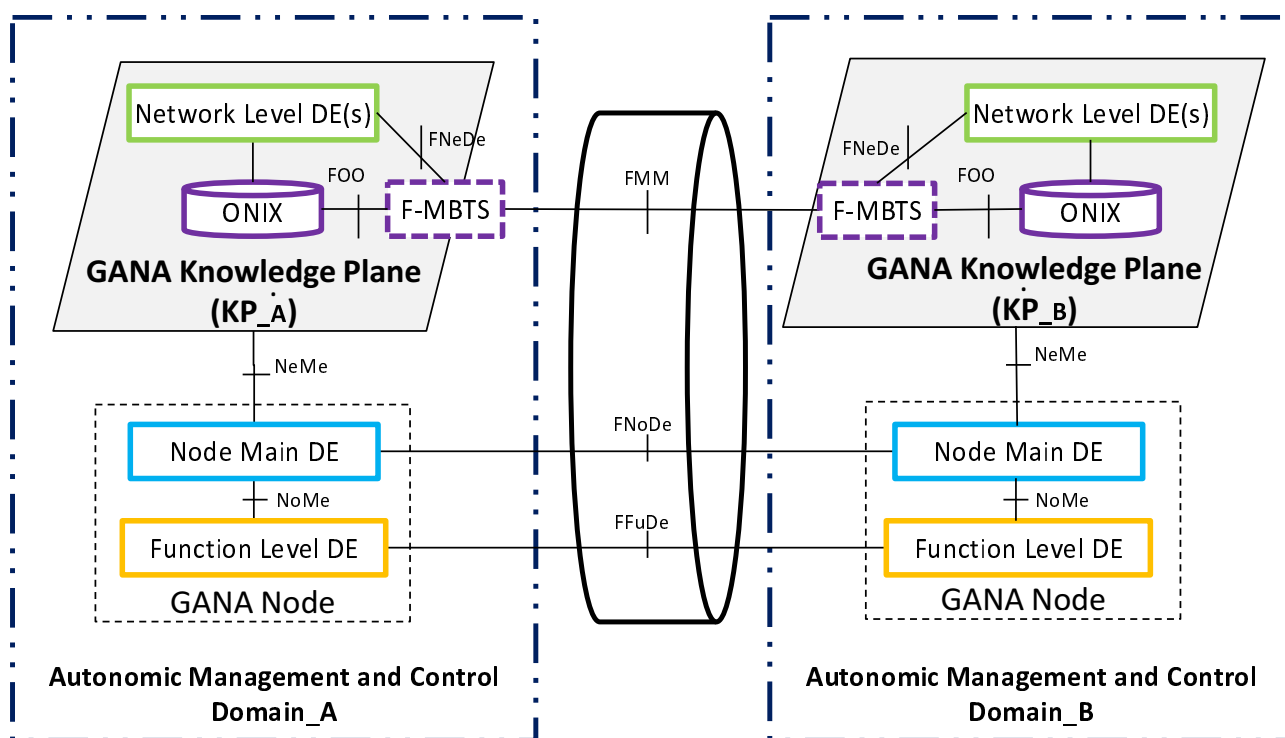 Network Level DE(s)
FNeDe
FOO
ONIX
F-MBTS
GANA Knowledge Plane
(KP_A)
NeMe
Node Main DE
NoMe
Function Level DE
GANA Node
Autonomic Management and Control
Domain_A
FMM
FNoDe
FFuDe
Network Level DE(s)
FNeDe
FOO
F-MBTS
ONIX
GANA Knowledge Plane
(KP_B)
NeMe
Node Main DE
NoMe
Function Level DE
GANA Node
Autonomic Management and Control
Domain_B